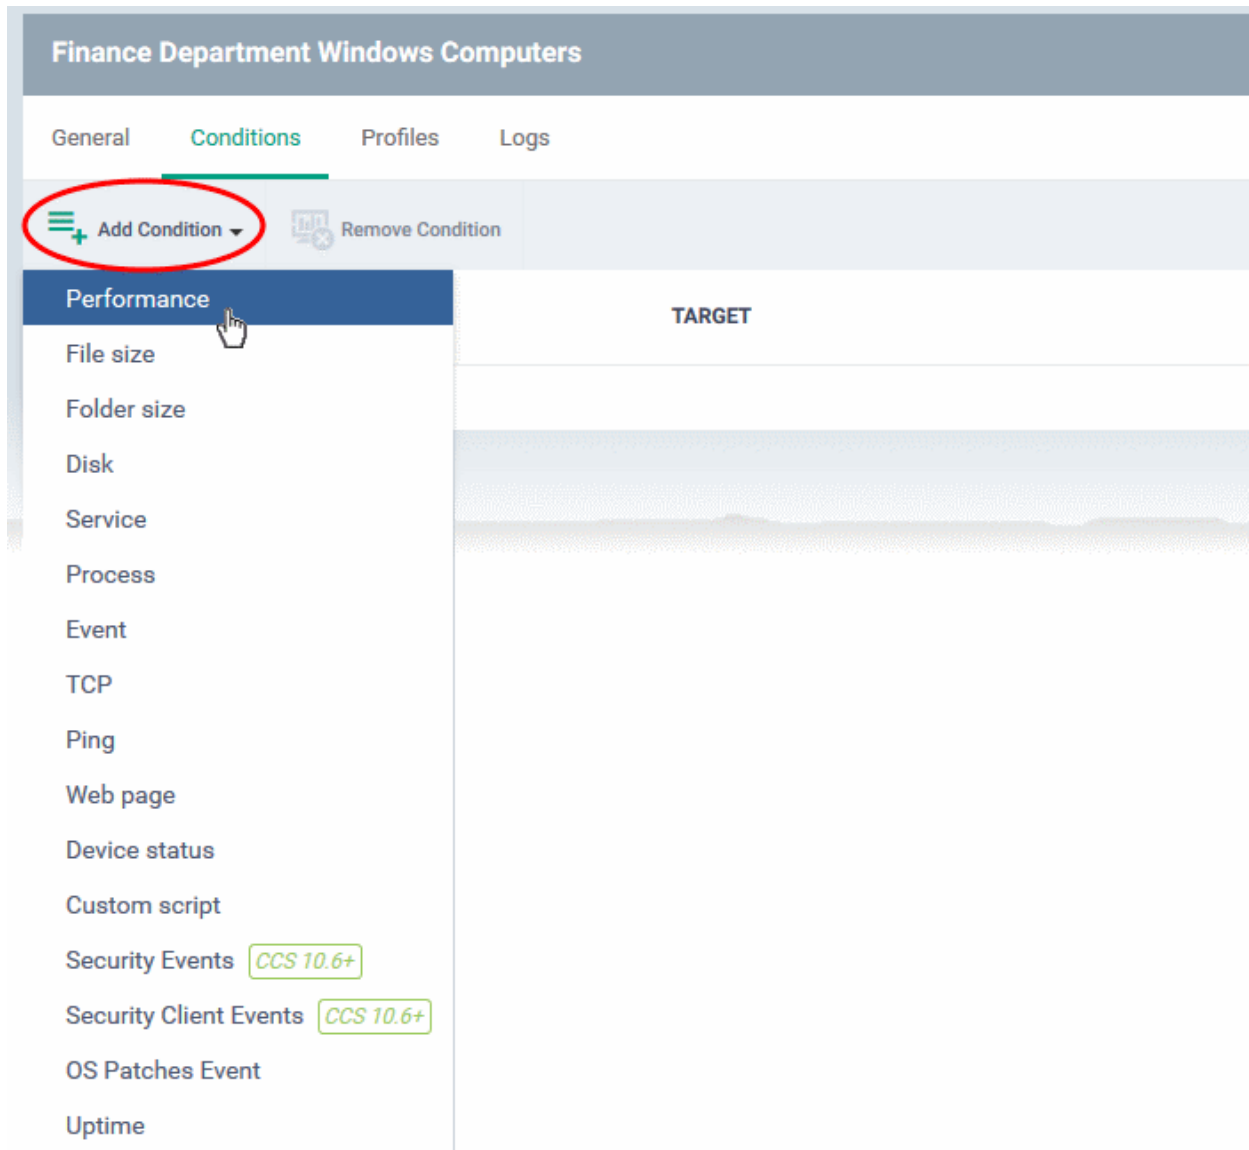 Finance Department Windows Computers
General Conditions Profiles Logs
Add Condition Remove Condition
Performance
TARGET
File size
Folder size
Disk
Service
Process
Event
TCP
Ping
Web page
Device status
Custom script
Security Events CCS 10.6+
Security Client Events CCS 10.6+
OS Patches Event
Uptime